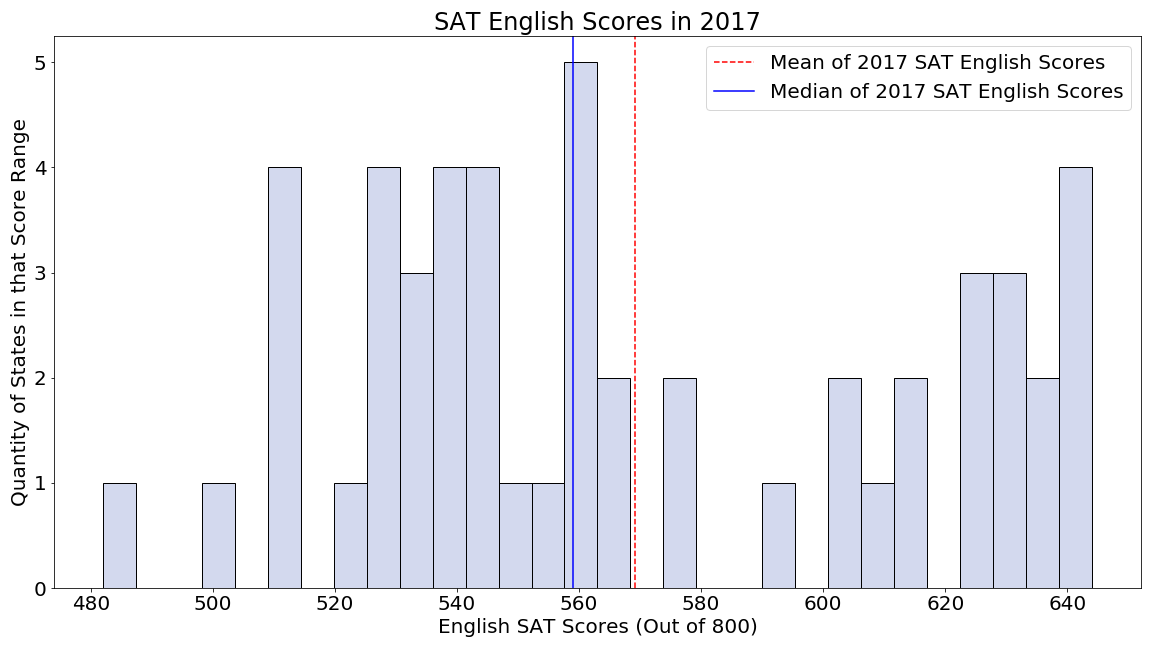 SAT English Scores in 2017
Mean of 2017 SAT English Scores
Median of 2017 SAT English Scores
Quantity of States in that Score Range
5
4
3
2
1
0
480 500 520 540 560 580 600 620 640
English SAT Scores (Out of 800)